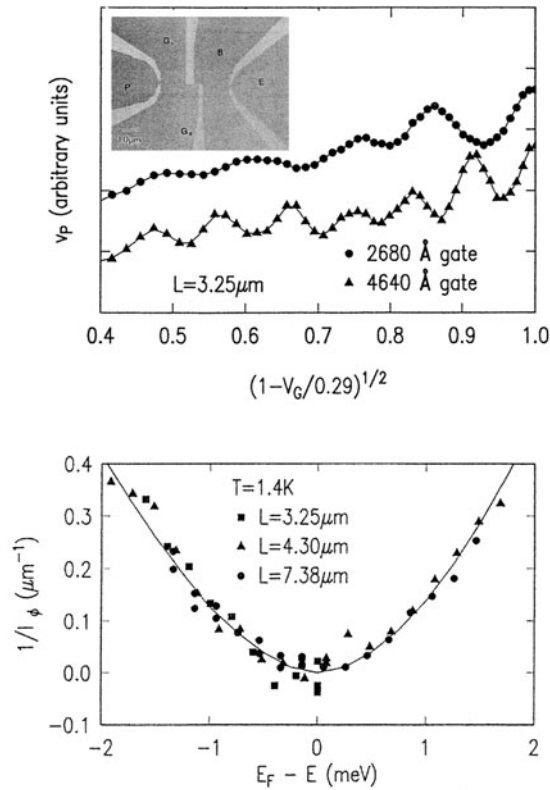 G.
B
P
E
Gₑ
10μm
v_P (arbitrary units)
● 2680 Å gate
▲ 4640 Å gate
L=3.25μm
0.4 0.5 0.6 0.7 0.8 0.9 1.0
(1-V_G/0.29)^1/2
0.4
0.3
0.2
0.1
0.0
-0.1
1/l_ϕ (μm⁻¹)
T=1.4K
■ L=3.25μm
▲ L=4.30μm
● L=7.38μm
-2 -1 0 1 2
E_F - E (meV)